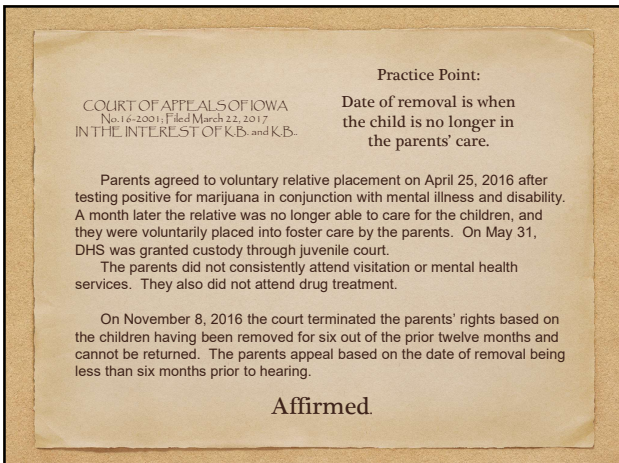 COURT OF APPEALS OF IOWA
No.16-2001; Filed March 22, 2017
IN THE INTEREST OF K.B. and K.B..
Practice Point:
Date of removal is when
the child is no longer in
the parents' care.
Parents agreed to voluntary relative placement on April 25, 2016 after
testing positive for marijuana in conjunction with mental illness and disability.
A month later the relative was no longer able to care for the children, and
they were voluntarily placed into foster care by the parents. On May 31,
DHS was granted custody through juvenile court.
The parents did not consistently attend visitation or mental health
services. They also did not attend drug treatment.
On November 8, 2016 the court terminated the parents' rights based on
the children having been removed for six out of the prior twelve months and
cannot be returned. The parents appeal based on the date of removal being
less than six months prior to hearing.
Affirmed.